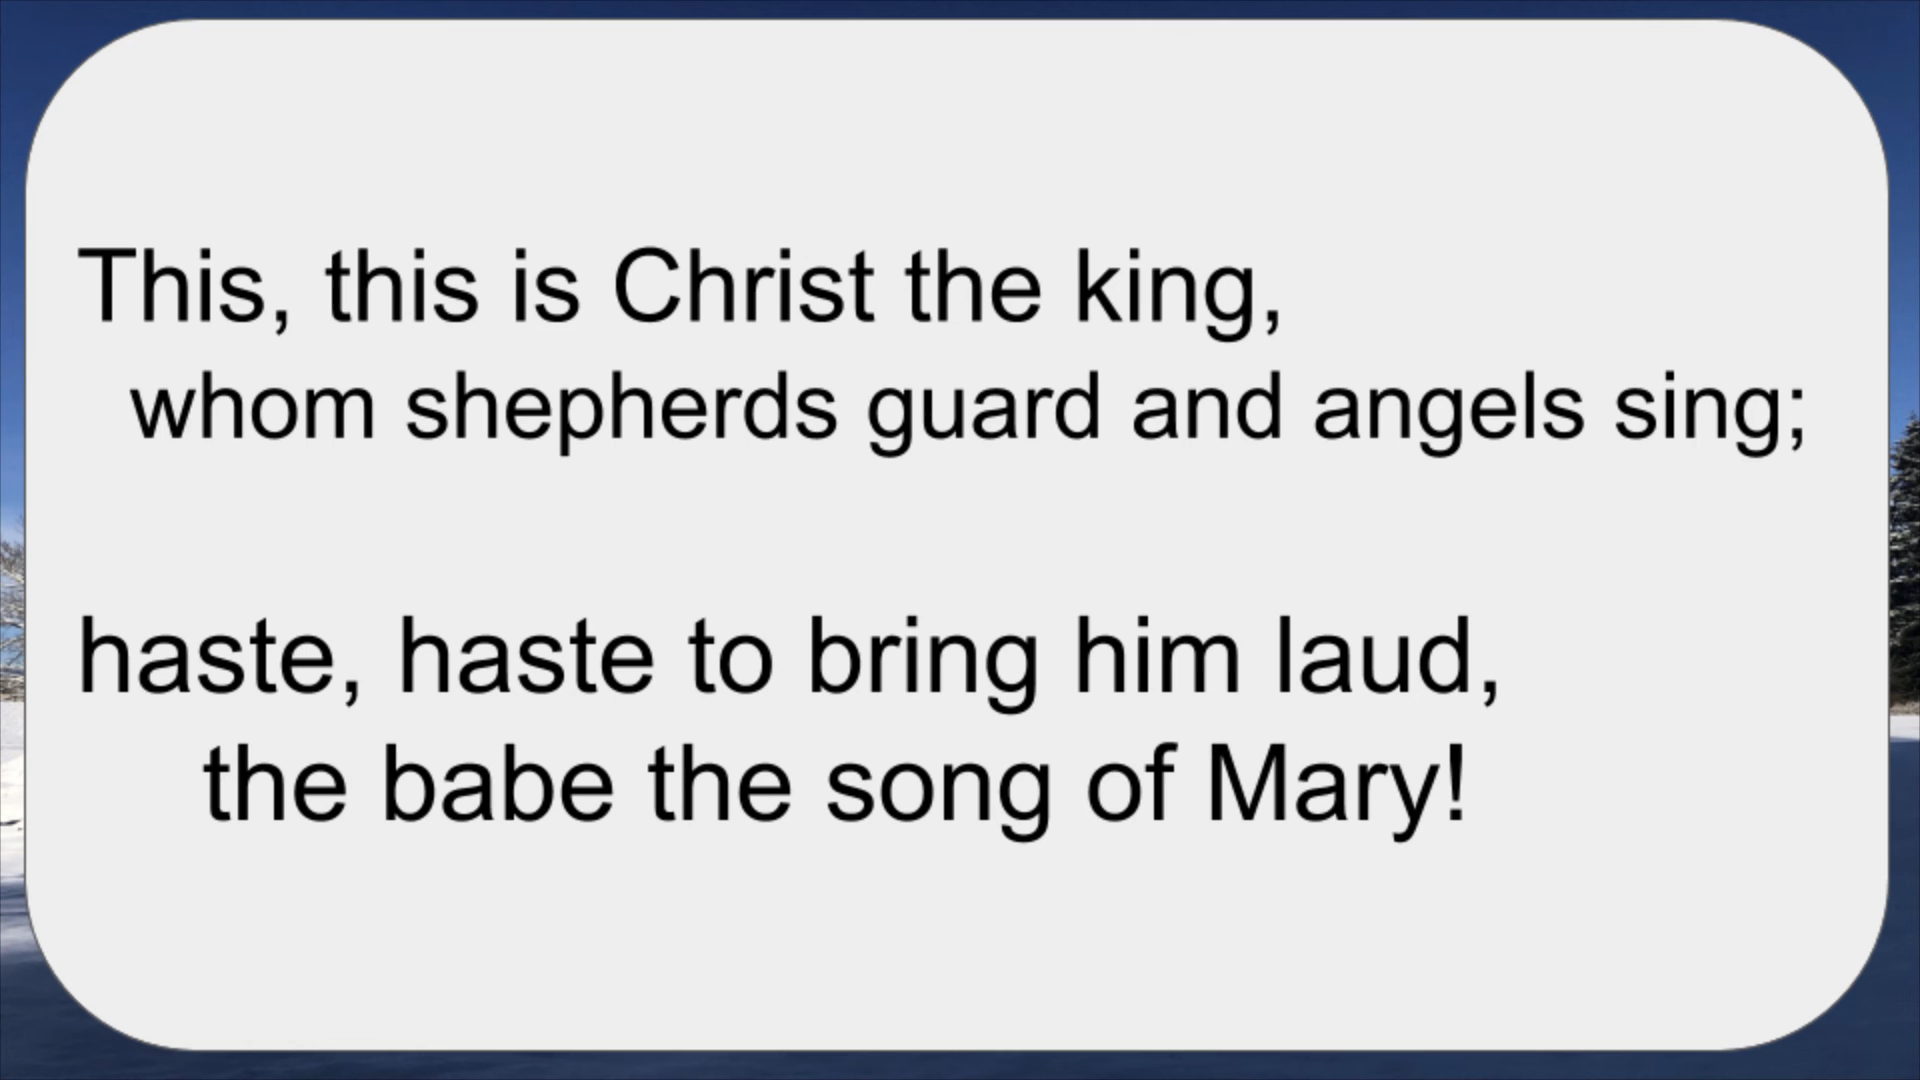 This, this is Christ the king,
whom shepherds guard and angels sing;
haste, haste to bring him laud,
the babe the song of Mary!